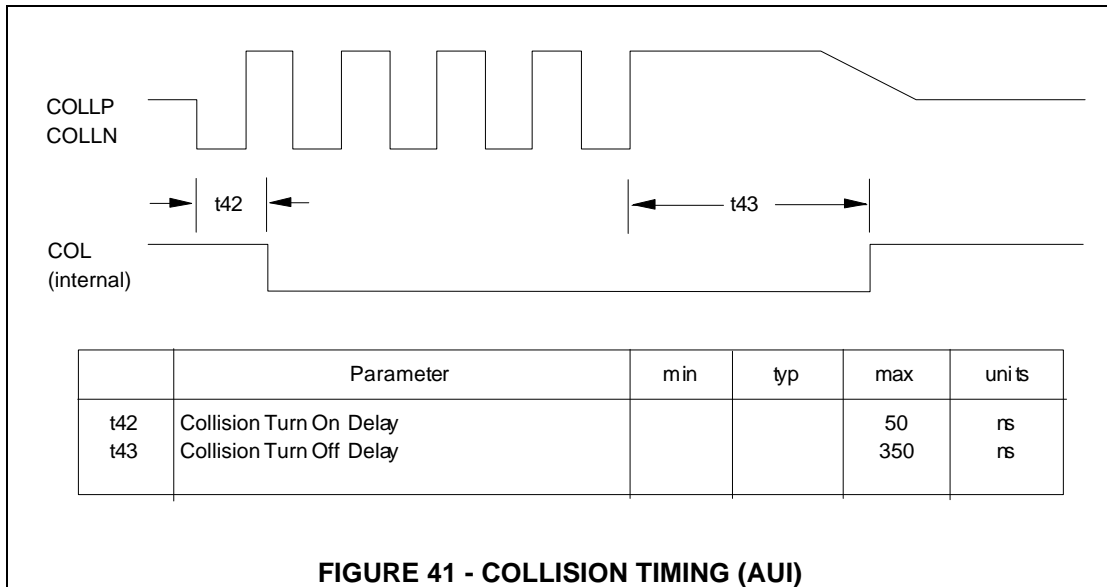 COLLP
COLLN
t42
t43
COL
(internal)
Parameter min typ max units
t42 Collision Turn On Delay 50 ns
t43 Collision Turn Off Delay 350 ns
FIGURE 41 - COLLISION TIMING (AUI)